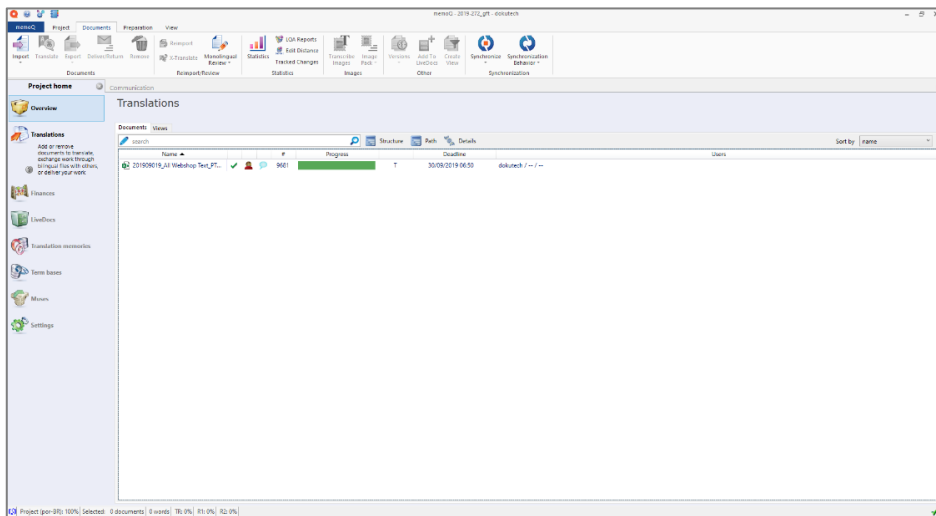 memoQ - 2019-272_gft - dokutech
memoQ Project Documents Preparation View
Import Translate Export Deliver/Return Remove
Reimport
X-Translate
Monolingual Review
Statistics
LQA Reports
Edit Distance
Tracked Changes
Transcribe Images
Image Pack
Versions
Add To LiveDocs
Create View
Synchronize
Synchronization Behavior
Documents Reimport/Review Statistics Images Other Synchronization
Project home
Communication
Overview
Translations
Documents Views
Translations
Add or remove
documents to translate,
exchange work through
bilingual files with others,
or deliver your work
search
Structure Path Details
Sort by name
Name # Progress Deadline Users
201909019_All Webshop Text_PT... 9681 T 30/09/2019 06:50 dokutech / -- / --
Finances
LiveDocs
Translation memories
Term bases
Muses
Settings
Project (por-BR): 100% Selected: 0 documents 0 words TR: 0% R1: 0% R2: 0%